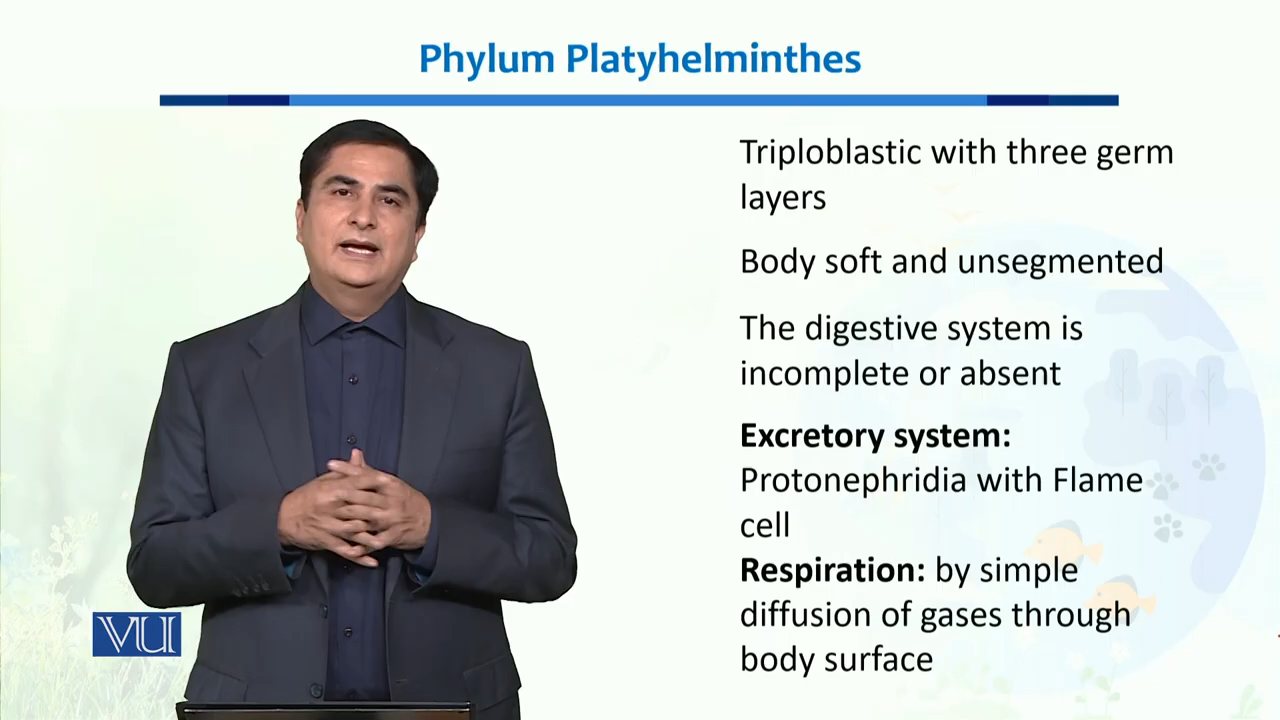 Phylum Platyhelminthes
Triploblastic with three germ
layers
Body soft and unsegmented
The digestive system is
incomplete or absent
Excretory system:
Protonephridia with Flame
cell
Respiration: by simple
diffusion of gases through
body surface
VU